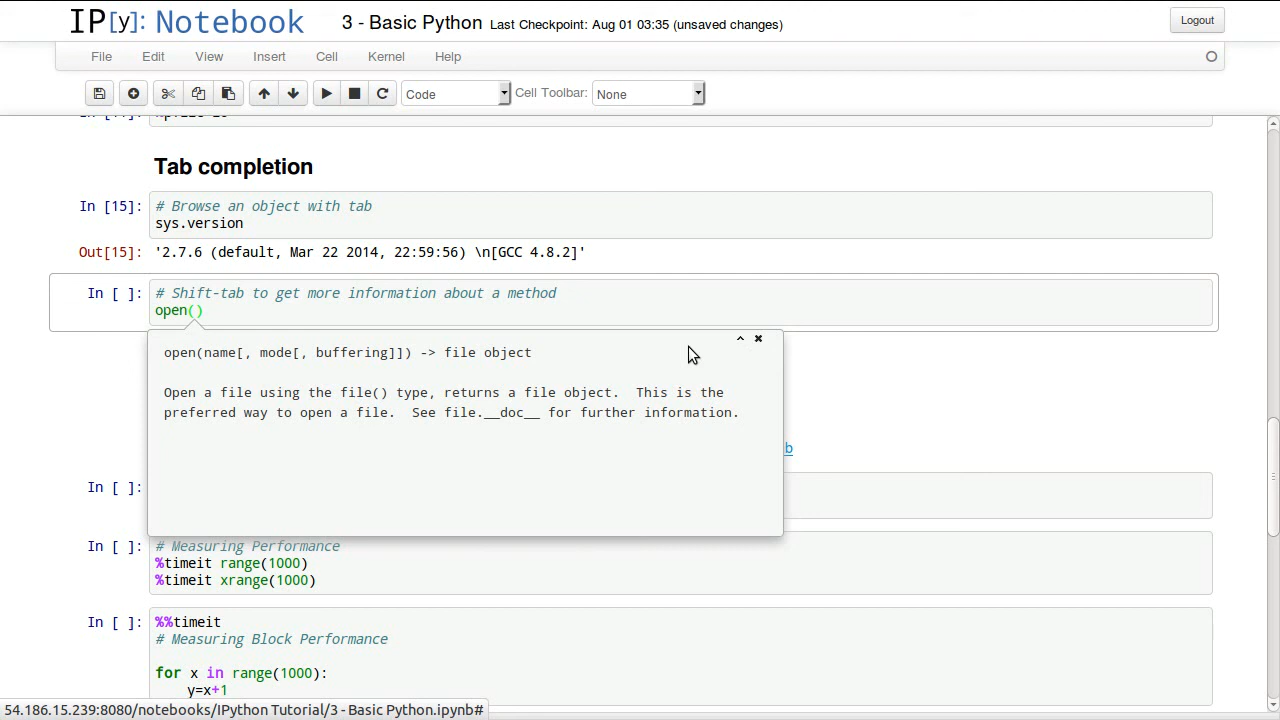 IP[y]: Notebook 3 - Basic Python Last Checkpoint: Aug 01 03:35 (unsaved changes) Logout
File Edit View Insert Cell Kernel Help
Code Cell Toolbar: None
Tab completion
In [15]: # Browse an object with tab
sys.version
Out[15]: '2.7.6 (default, Mar 22 2014, 22:59:56) \n[GCC 4.8.2]'
In [ ]: # Shift-tab to get more information about a method
open()
open(name[, mode[, buffering]]) -> file object
Open a file using the file() type, returns a file object.  This is the
preferred way to open a file.  See file.__doc__ for further information.
b
In [ ]:
In [ ]: # Measuring Performance
%timeit range(1000)
%timeit xrange(1000)
In [ ]: %%timeit
# Measuring Block Performance
for x in range(1000):
y=x+1
54.186.15.239:8080/notebooks/IPython Tutorial/3 - Basic Python.ipynb#